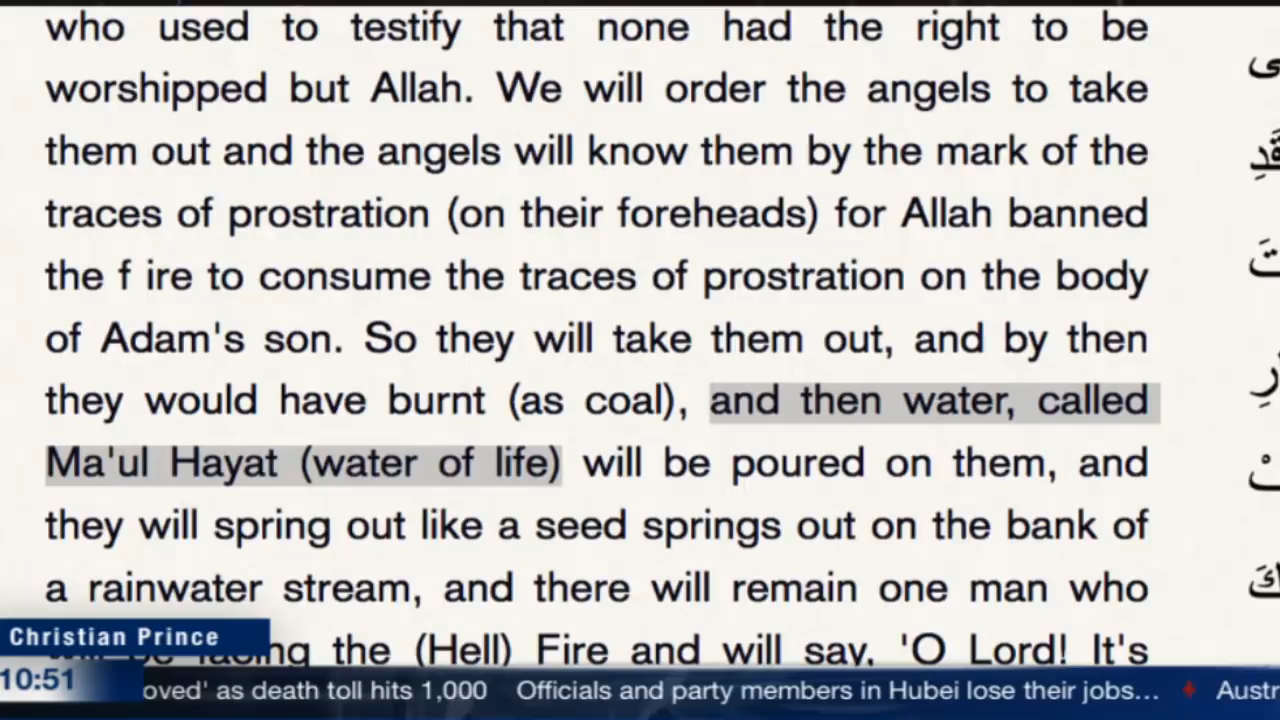 who used to testify that none had the right to be
worshipped but Allah. We will order the angels to take
them out and the angels will know them by the mark of the
traces of prostration (on their foreheads) for Allah banned
the f ire to consume the traces of prostration on the body
of Adam's son. So they will take them out, and by then
they would have burnt (as coal), and then water, called
Ma'ul Hayat (water of life) will be poured on them, and
they will spring out like a seed springs out on the bank of
a rainwater stream, and there will remain one man who
will be facing the (Hell) Fire and will say, 'O Lord! It's
Christian Prince
10:51
oved' as death toll hits 1,000 Officials and party members in Hubei lose their jobs... Austr